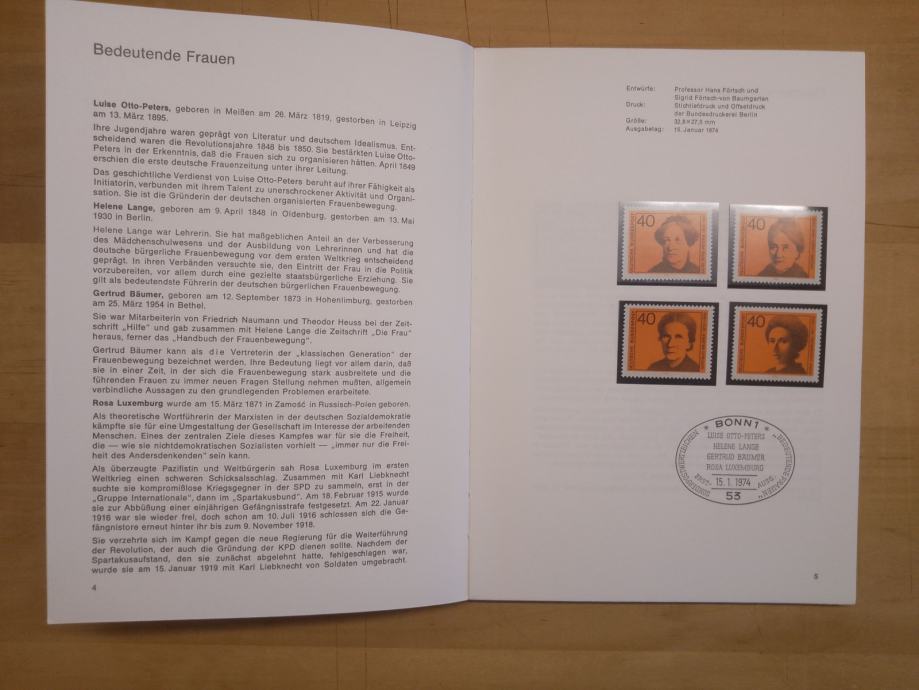 Bedeutende Frauen
Luise Otto-Peters, geboren in Meißen am 26. März 1819, gestorben in Leipzig
am 13. März 1895.
Ihre Jugendjahre waren geprägt von Literatur und deutschem Idealismus. Ent-
scheidend waren die Revolutionsjahre 1848 bis 1850. Sie bestärkten Luise Otto-
Peters in der Erkenntnis, daß die Frauen sich zu organisieren hätten. April 1849
erschien die erste deutsche Frauenzeitung unter ihrer Leitung.
Das geschichtliche Verdienst von Luise Otto-Peters beruht auf ihrer Fähigkeit als
Initiatorin, verbunden mit ihrem Talent zu unerschrockener Aktivität und Organi-
sation. Sie ist die Gründerin der deutschen organisierten Frauenbewegung.
Helene Lange, geboren am 9. April 1848 in Oldenburg, gestorben am 13. Mai
1930 in Berlin.
Helene Lange war Lehrerin. Sie hat maßgeblichen Anteil an der Verbesserung
des Mädchenschulwesens und der Ausbildung von Lehrerinnen und hat die
deutsche bürgerliche Frauenbewegung vor dem ersten Weltkrieg entscheidend
geprägt. In ihren Verbänden versuchte sie, den Eintritt der Frau in die Politik
vorzubereiten, vor allem durch eine gezielte staatsbürgerliche Erziehung. Sie
gilt als bedeutendste Führerin der deutschen bürgerlichen Frauenbewegung.
Gertrud Bäumer, geboren am 12. September 1873 in Hohenlimburg, gestorben
am 25. März 1954 in Bethel.
Sie war Mitarbeiterin von Friedrich Naumann und Theodor Heuss bei der Zeit-
schrift „Hilfe“ und gab zusammen mit Helene Lange die Zeitschrift „Die Frau“
heraus, ferner das „Handbuch der Frauenbewegung“.
Gertrud Bäumer kann als die Vertreterin der „klassischen Generation“ der
Frauenbewegung bezeichnet werden. Ihre Bedeutung liegt vor allem darin, daß
sie in einer Zeit, in der sich die Frauenbewegung stark ausbreitete und die
führenden Frauen zu immer neuen Fragen Stellung nehmen mußten, allgemein
verbindliche Aussagen zu den grundlegenden Problemen erarbeitete.
Rosa Luxemburg wurde am 15. März 1871 in Zamość in Russisch-Polen geboren.
Als theoretische Wortführerin der Marxisten in der deutschen Sozialdemokratie
kämpfte sie für eine Umgestaltung der Gesellschaft im Interesse der arbeitenden
Menschen. Eines der zentralen Ziele dieses Kampfes war für sie die Freiheit,
die — wie sie nichtdemokratischen Sozialisten vorhielt — „immer nur die Frei-
heit des Andersdenkenden“ sein kann.
Als überzeugte Pazifistin und Weltbürgerin sah Rosa Luxemburg im ersten
Weltkrieg einen schweren Schicksalsschlag. Zusammen mit Karl Liebknecht
suchte sie kompromißlose Kriegsgegner in der SPD zu sammeln, erst in der
„Gruppe Internationale“, dann im „Spartakusbund“. Am 18. Februar 1915 wurde
sie zur Abbüßung einer einjährigen Gefängnisstrafe festgesetzt. Am 22. Januar
1916 war sie wieder frei, doch schon am 10. Juli 1916 schlossen sich die Ge-
fängnistore erneut hinter ihr bis zum 9. November 1918.
Sie verzehrte sich im Kampf gegen die neue Regierung für die Weiterführung
der Revolution, der auch die Gründung der KPD dienen sollte. Nachdem der
Spartakusaufstand, den sie zunächst abgelehnt hatte, fehlgeschlagen war,
wurde sie am 15. Januar 1919 mit Karl Liebknecht von Soldaten umgebracht.
4
Entwürfe: Professor Hans Förtsch und
Sigrid Förtsch-von Baumgarten
Druck: Stichtiefdruck und Offsetdruck
der Bundesdruckerei Berlin
Größe: 32,8 × 27,5 mm
Ausgabetag: 15. Januar 1974
40
40
40
40
BONN 1
LUISE OTTO-PETERS
HELENE LANGE
GERTRUD BÄUMER
ROSA LUXEMBURG
ERST- 15.1.1974 AUSG.
53
SONDERPOSTWERTZEICHEN „BEDEUTENDE FRAUEN“
5